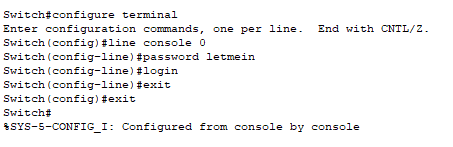 Switch#configure terminal
Enter configuration commands, one per line.  End with CNTL/Z.
Switch(config)#line console 0
Switch(config-line)#password letmein
Switch(config-line)#login
Switch(config-line)#exit
Switch(config)#exit
Switch#
%SYS-5-CONFIG_I: Configured from console by console